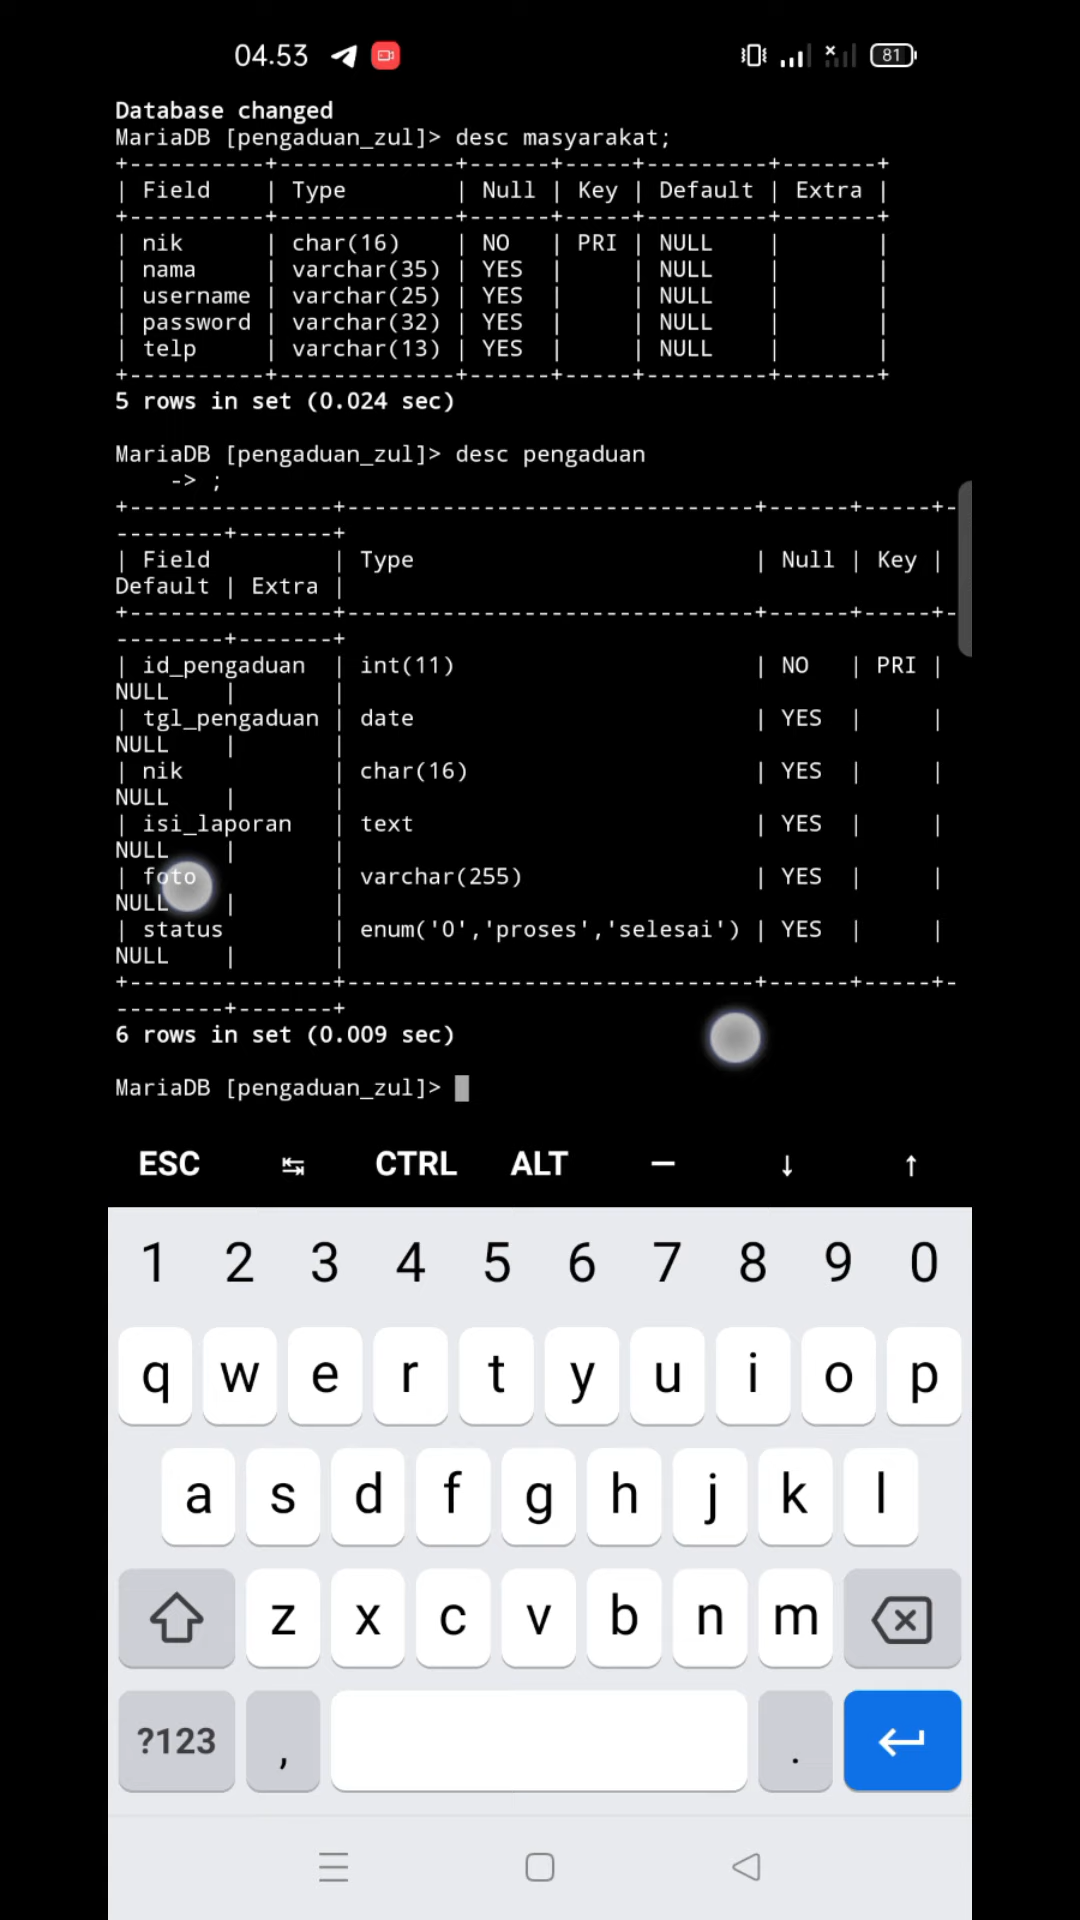 04.53
81
Database changed
MariaDB [pengaduan_zul]> desc masyarakat;
+----------+-------------+------+-----+---------+-------+
| Field    | Type        | Null | Key | Default | Extra |
+----------+-------------+------+-----+---------+-------+
| nik      | char(16)    | NO   | PRI | NULL    |       |
| nama     | varchar(35) | YES  |     | NULL    |       |
| username | varchar(25) | YES  |     | NULL    |       |
| password | varchar(32) | YES  |     | NULL    |       |
| telp     | varchar(13) | YES  |     | NULL    |       |
+----------+-------------+------+-----+---------+-------+
5 rows in set (0.024 sec)
MariaDB [pengaduan_zul]> desc pengaduan
    -> ;
+---------------+------------------------------+------+-----+-
--------+-------+
| Field         | Type                         | Null | Key |
Default | Extra |
+---------------+------------------------------+------+-----+-
--------+-------+
| id_pengaduan  | int(11)                      | NO   | PRI |
NULL    |       |
| tgl_pengaduan | date                         | YES  |     |
NULL    |       |
| nik           | char(16)                     | YES  |     |
NULL    |       |
| isi_laporan   | text                         | YES  |     |
NULL    |       |
| foto          | varchar(255)                 | YES  |     |
NULL    |       |
| status        | enum('0','proses','selesai') | YES  |     |
NULL    |       |
+---------------+------------------------------+------+-----+-
--------+-------+
6 rows in set (0.009 sec)
MariaDB [pengaduan_zul]>
ESC ↹ CTRL ALT — ↓ ↑
1 2 3 4 5 6 7 8 9 0
q w e r t y u i o p
a s d f g h j k l
z x c v b n m
?123 , .